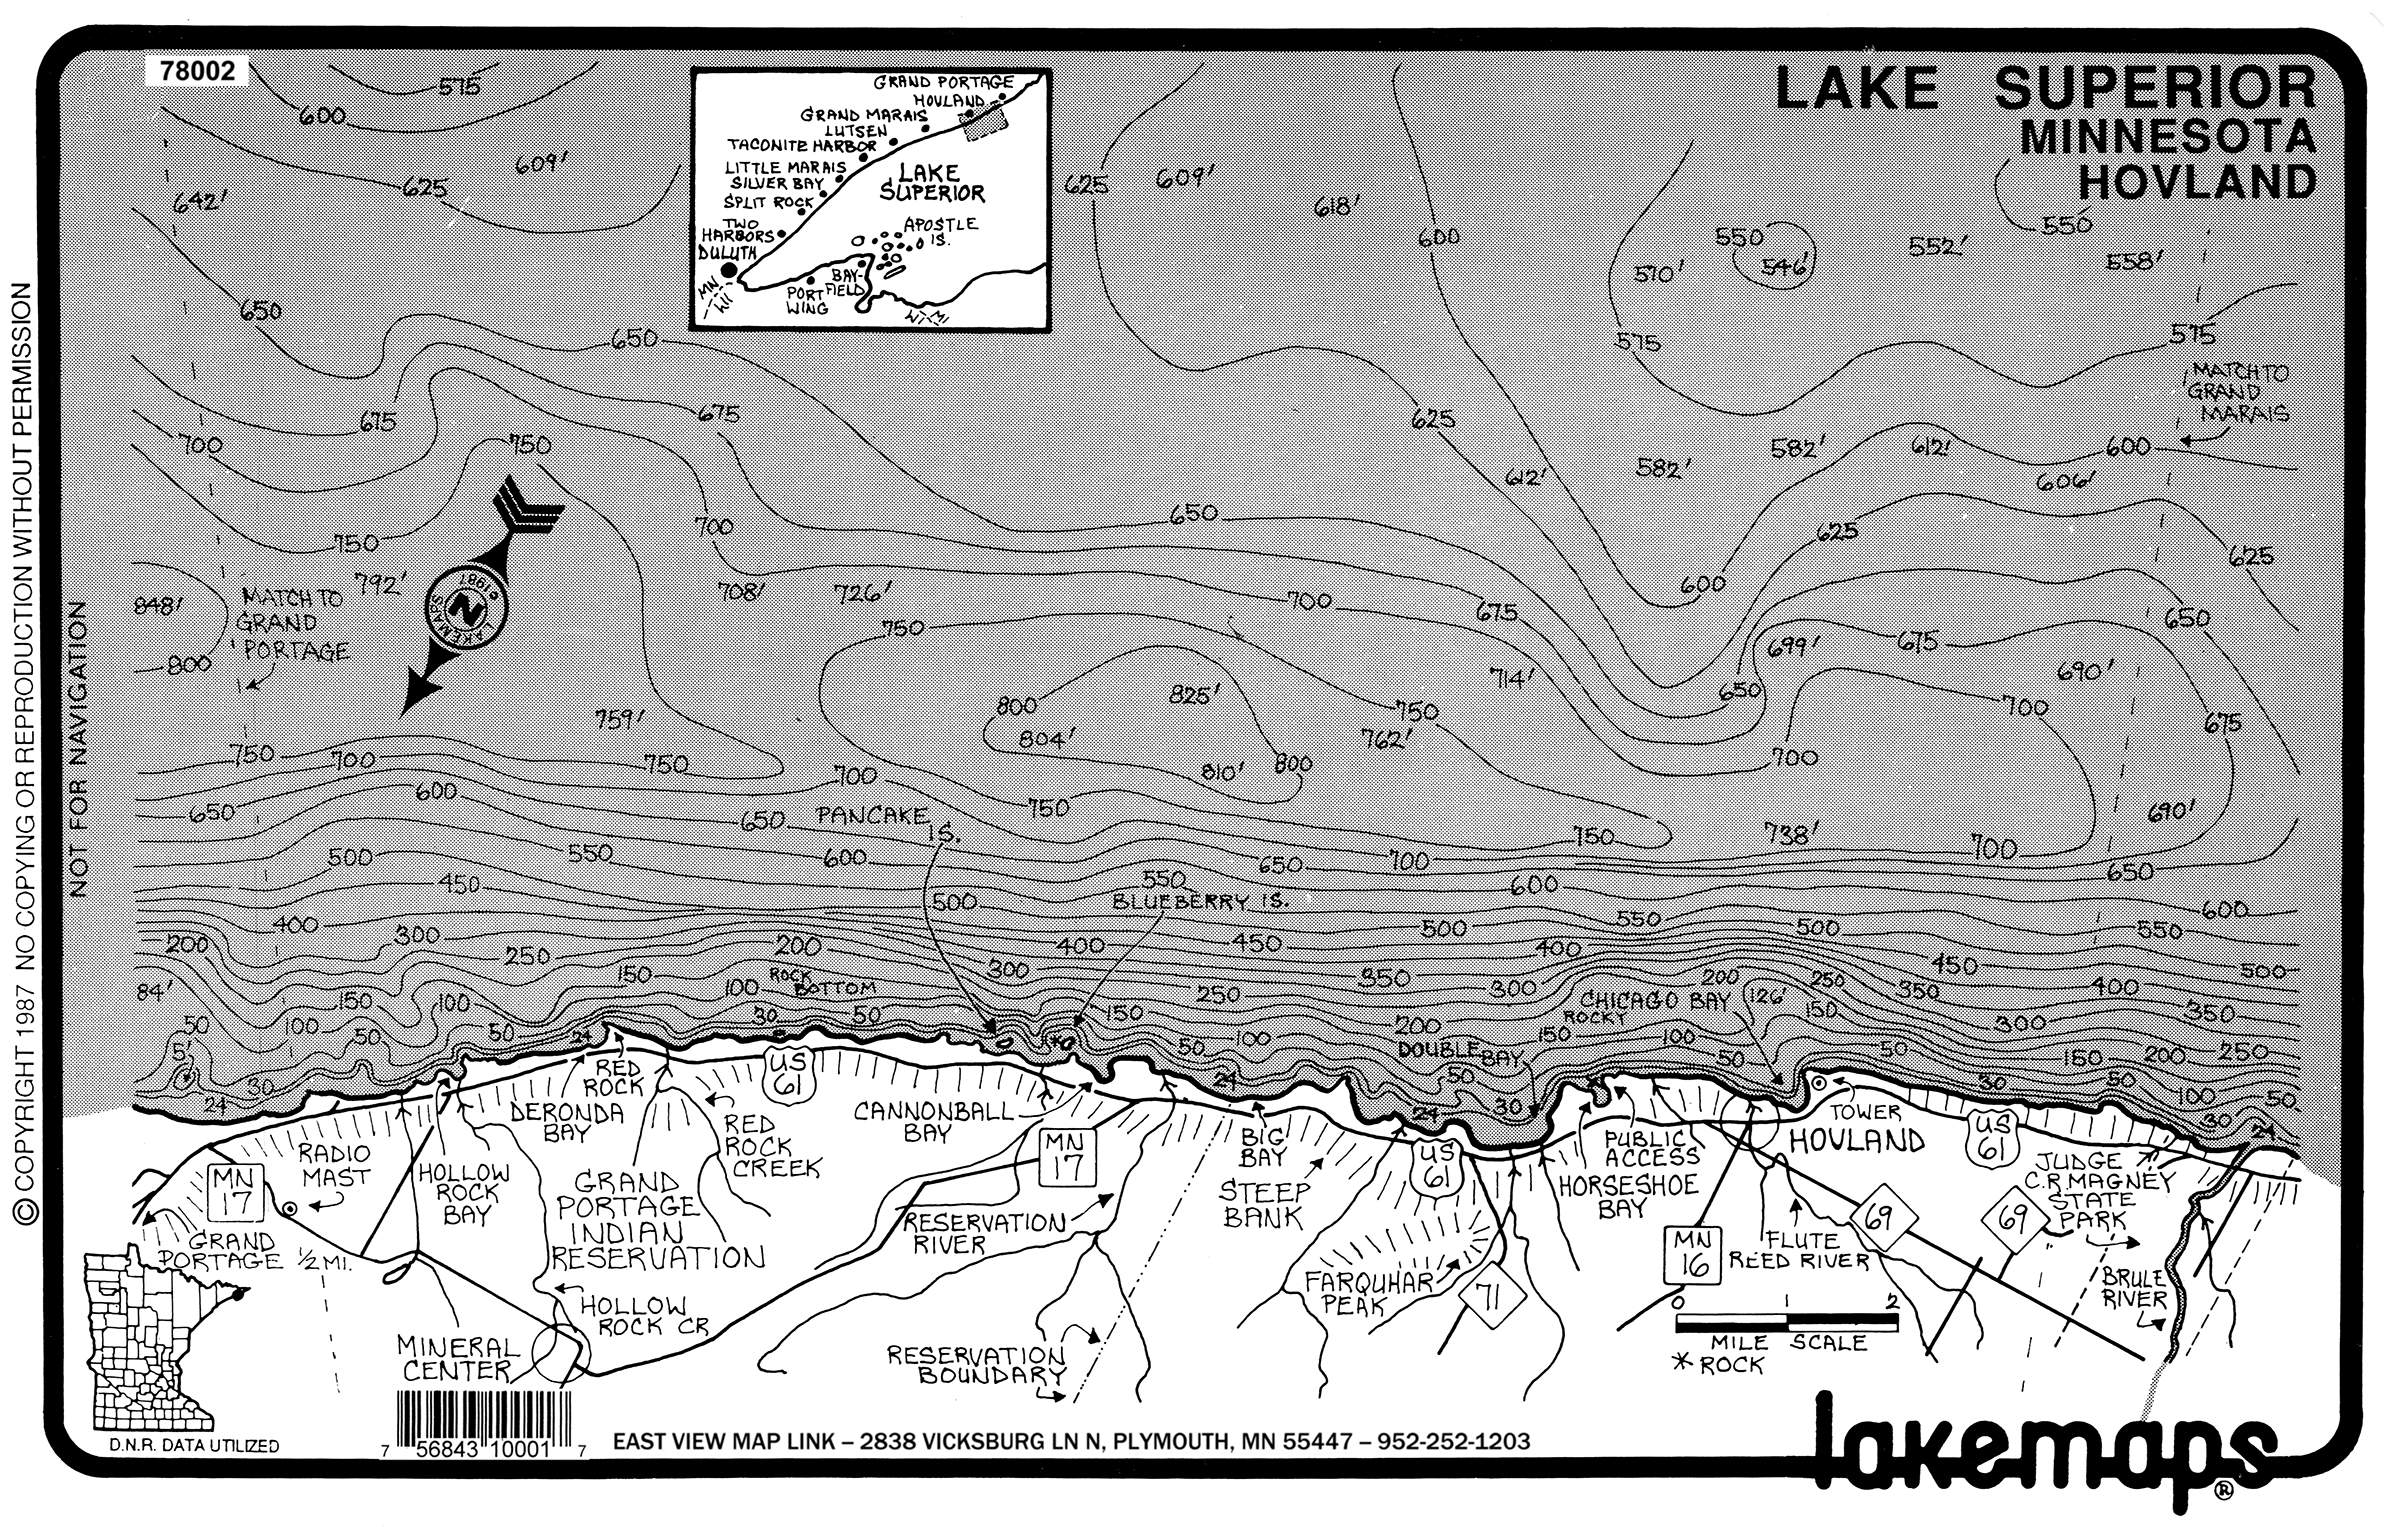 78002
LAKE SUPERIOR
MINNESOTA
HOVLAND
GRAND PORTAGE
HOVLAND
GRAND MARAIS
LUTSEN
TACONITE HARBOR
LITTLE MARAIS
SILVER BAY
SPLIT ROCK
TWO
HARBORS
DULUTH
LAKE
SUPERIOR
APOSTLE
IS.
BAY-
FIELD
PORT
WING
MN
WI
WI
MI
575
600
609'
625
642'
650
650
675
675
700
750
700
750
792'
848'
800
MATCH TO
GRAND
PORTAGE
©1987
LAKEMAPS
N
708'
726'
759'
750
700
750
700
650
600
650
625
609'
618'
600
550
546'
570'
552'
550
558'
575
575
MATCH TO
GRAND
MARAIS
625
612'
582'
582'
612'
600
606'
650
625
625
600
700
675
750
699'
675
650
690'
714'
650
700
800
825'
804'
750
762'
810'
800
700
675
690'
750
750
738'
700
PANCAKE
IS.
500
550
600
650
700
600
650
450
500
550
BLUEBERRY IS.
600
550
500
550
400
300
200
250
200
400
450
500
400
450
500
84'
150
100
150
100
ROCK
BOTTOM
300
350
300
250
200
250
350
400
350
CHICAGO BAY
126'
ROCKY
150
50
5'
100
50
50
24
30
50
150
50
100
200
DOUBLE BAY
150
100
50
150
50
300
150
200
250
24
30
24
50
24
30
30
50
100
50
30
24
RED
ROCK
DERONDA
BAY
US
61
RED
ROCK
CREEK
CANNONBALL
BAY
MN
17
BIG
BAY
STEEP
BANK
US
61
PUBLIC
ACCESS
HORSESHOE
BAY
TOWER
HOVLAND
US
61
JUDGE
C.R. MAGNEY
STATE
PARK
RADIO
MAST
MN
17
HOLLOW
ROCK
BAY
GRAND
PORTAGE
INDIAN
RESERVATION
RESERVATION
RIVER
GRAND
PORTAGE ½ MI.
HOLLOW
ROCK CR
MINERAL
CENTER
RESERVATION
BOUNDARY
FARQUHAR
PEAK
71
MN
16
FLUTE
REED RIVER
69
69
BRULE
RIVER
0 1 2
MILE SCALE
* ROCK
D.N.R. DATA UTILIZED
7 56843 10001 7
EAST VIEW MAP LINK – 2838 VICKSBURG LN N, PLYMOUTH, MN 55447 – 952-252-1203
lakemaps®
© COPYRIGHT 1987 NO COPYING OR REPRODUCTION WITHOUT PERMISSION
NOT FOR NAVIGATION